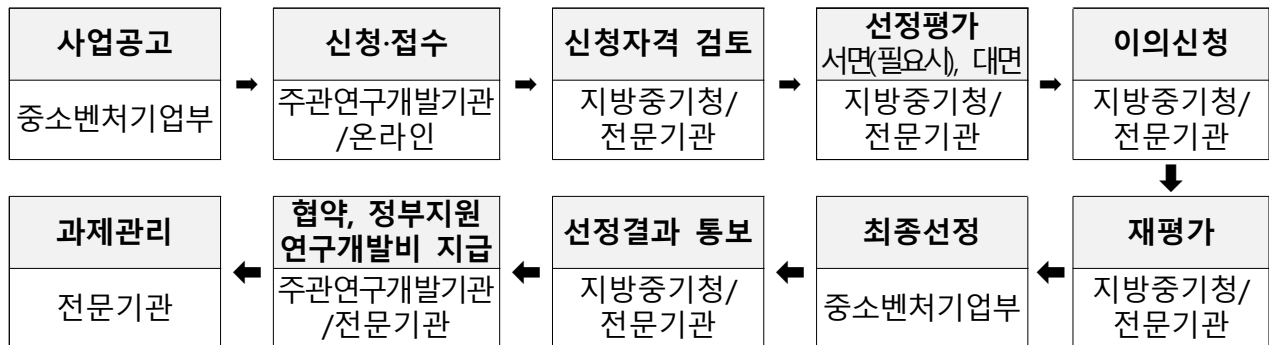 사업공고
중소벤처기업부
➡
신청·접수
주관연구개발기관
/온라인
➡
신청자격 검토
지방중기청/
전문기관
➡
선정평가
서면(필요시), 대면
지방중기청/
전문기관
➡
이의신청
지방중기청/
전문기관
⬇
재평가
지방중기청/
전문기관
⬅
최종선정
중소벤처기업부
⬅
선정결과 통보
지방중기청/
전문기관
⬅
협약, 정부지원
연구개발비 지급
주관연구개발기관
/전문기관
⬅
과제관리
전문기관